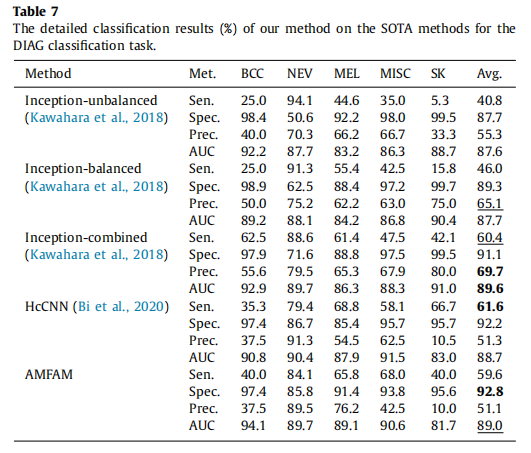 Table 7
The detailed classification results (%) of our method on the SOTA methods for the
DIAG classification task.
Method Met. BCC NEV MEL MISC SK Avg.
Inception-unbalanced Sen. 25.0 94.1 44.6 35.0 5.3 40.8
(Kawahara et al., 2018) Spec. 98.4 50.6 92.2 98.0 99.5 87.7
Prec. 40.0 70.3 66.2 66.7 33.3 55.3
AUC 92.2 87.7 83.2 86.3 88.7 87.6
Inception-balanced Sen. 25.0 91.3 55.4 42.5 15.8 46.0
(Kawahara et al., 2018) Spec. 98.9 62.5 88.4 97.2 99.7 89.3
Prec. 50.0 75.2 62.2 63.0 75.0 65.1
AUC 89.2 88.1 84.2 86.8 90.4 87.7
Inception-combined Sen. 62.5 88.6 61.4 47.5 42.1 60.4
(Kawahara et al., 2018) Spec. 97.9 71.6 88.8 97.5 99.5 91.1
Prec. 55.6 79.5 65.3 67.9 80.0 69.7
AUC 92.9 89.7 86.3 88.3 91.0 89.6
HcCNN (Bi et al., 2020) Sen. 35.3 79.4 68.8 58.1 66.7 61.6
Spec. 97.4 86.7 85.4 95.7 95.7 92.2
Prec. 37.5 91.3 54.5 62.5 10.5 51.3
AUC 90.8 90.4 87.9 91.5 83.0 88.7
AMFAM Sen. 40.0 84.1 65.8 68.0 40.0 59.6
Spec. 97.4 85.8 91.4 93.8 95.6 92.8
Prec. 37.5 89.5 76.2 42.5 10.0 51.1
AUC 94.1 89.7 89.1 90.6 81.7 89.0